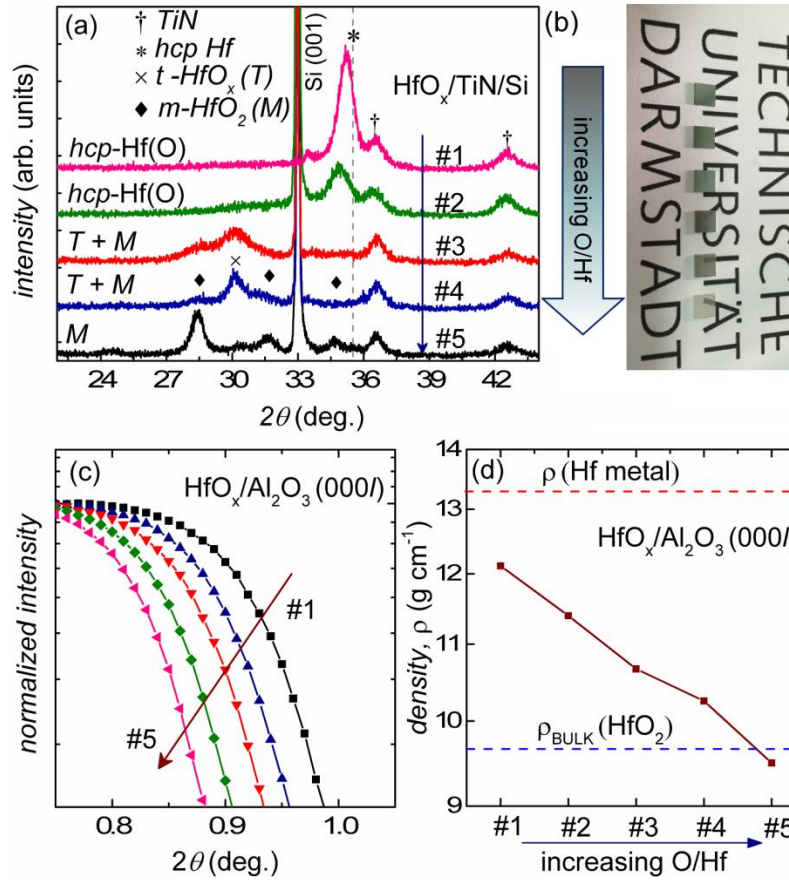 (a)
† TiN
* hcp Hf
× t -HfOₓ (T)
♦ m-HfO₂ (M)
Si (001)
*
HfOₓ/TiN/Si
†
†
hcp-Hf(O)
#1
hcp-Hf(O)
#2
T + M
#3
×
♦
♦
♦
T + M
#4
M
#5
intensity (arb. units)
24 27 30 33 36 39 42
2θ (deg.)
(b)
increasing O/Hf
TECHNISCHE
UNIVERSITÄT
DARMSTADT
(c)
HfOₓ/Al₂O₃ (000l)
#1
#5
normalized intensity
0.8 0.9 1.0
2θ (deg.)
(d)
ρ (Hf metal)
HfOₓ/Al₂O₃ (000l)
ρBULK (HfO₂)
density, ρ (g cm⁻¹)
14
13
12
11
10
9
#1 #2 #3 #4 #5
increasing O/Hf